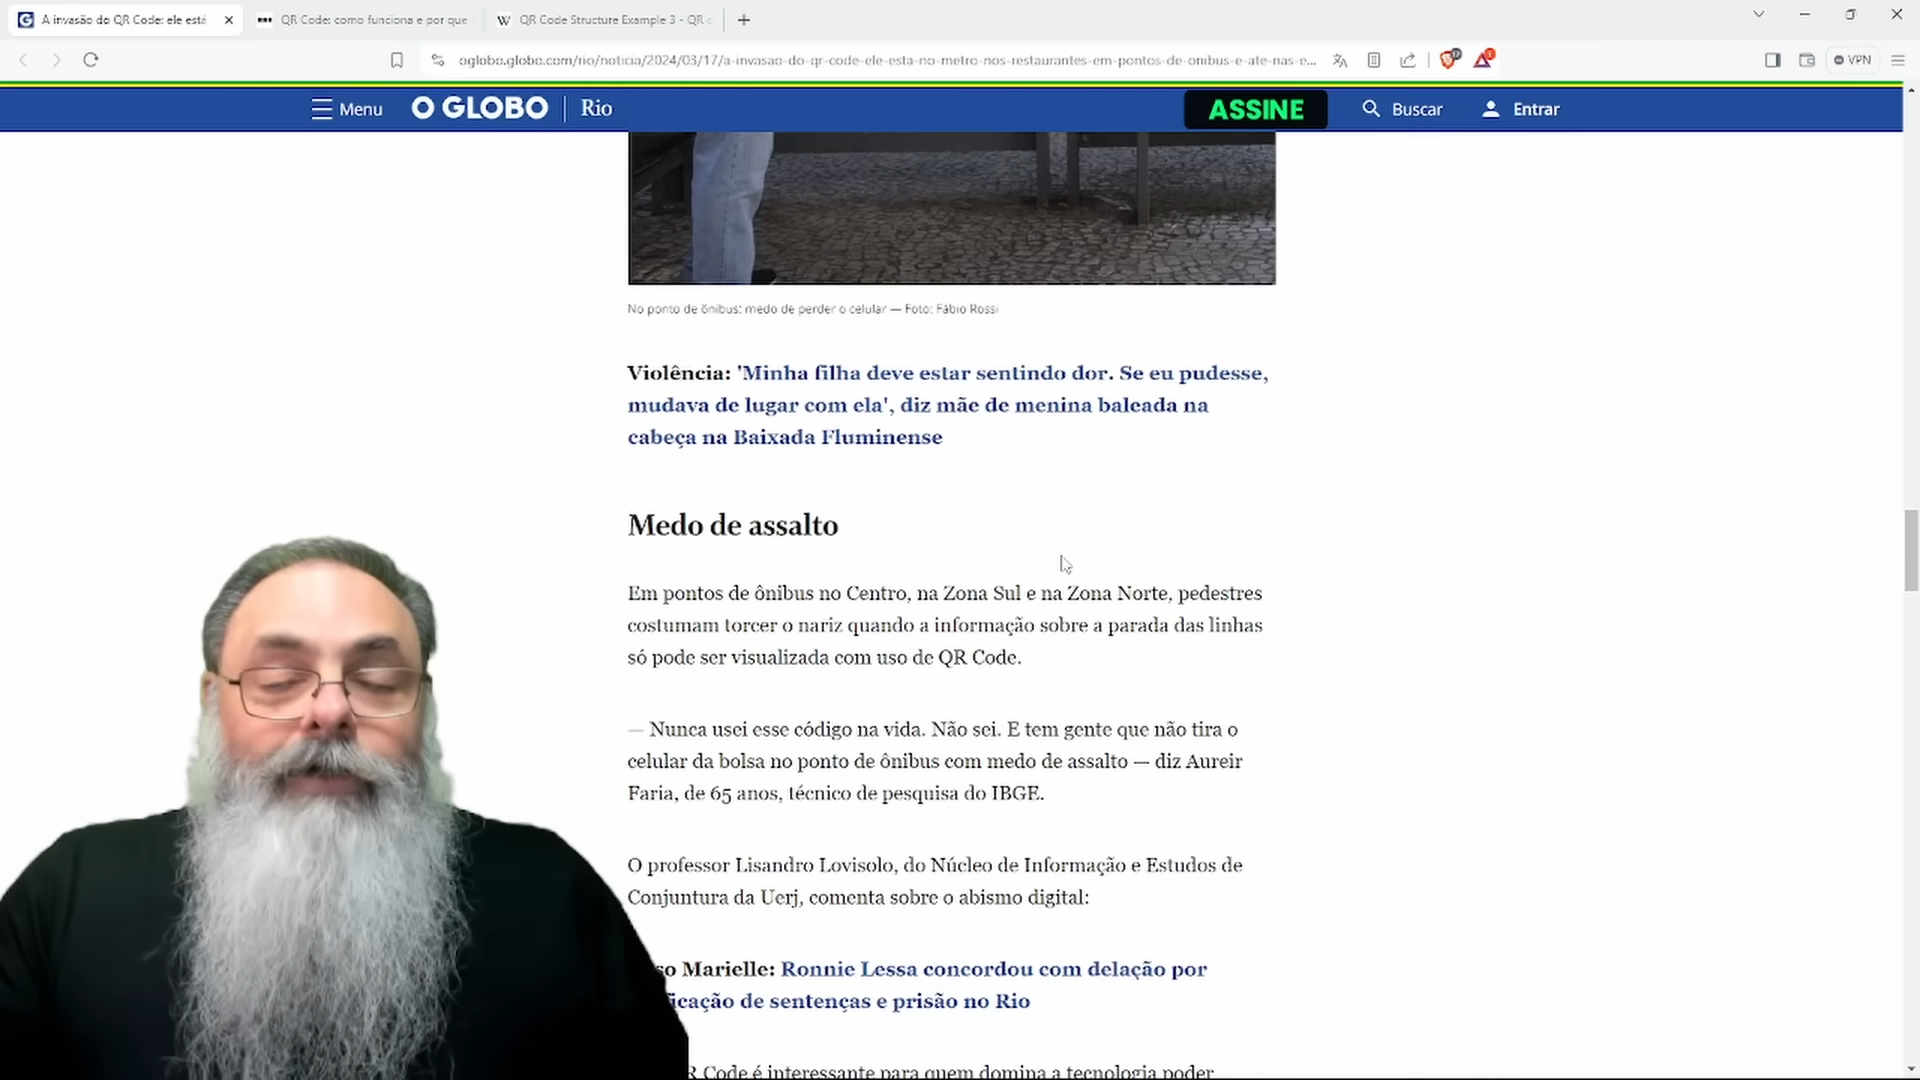 A invasão do QR Code: ele está
QR Code: como funciona e por que
QR Code Structure Example 3 - QR c
oglobo.globo.com/rio/noticia/2024/03/17/a-invasao-do-qr-code-ele-esta-no-metro-nos-restaurantes-em-pontos-de-onibus-e-ate-nas-e...
VPN
Menu
O GLOBO
Rio
ASSINE
Buscar
Entrar
No ponto de ônibus: medo de perder o celular — Foto: Fábio Rossi
Violência: 'Minha filha deve estar sentindo dor. Se eu pudesse,
mudava de lugar com ela', diz mãe de menina baleada na
cabeça na Baixada Fluminense
Medo de assalto
Em pontos de ônibus no Centro, na Zona Sul e na Zona Norte, pedestres
costumam torcer o nariz quando a informação sobre a parada das linhas
só pode ser visualizada com uso de QR Code.
— Nunca usei esse código na vida. Não sei. E tem gente que não tira o
celular da bolsa no ponto de ônibus com medo de assalto — diz Aureir
Faria, de 65 anos, técnico de pesquisa do IBGE.
O professor Lisandro Lovisolo, do Núcleo de Informação e Estudos de
Conjuntura da Uerj, comenta sobre o abismo digital:
so Marielle: Ronnie Lessa concordou com delação por
ficação de sentenças e prisão no Rio
R Code é interessante para quem domina a tecnologia poder